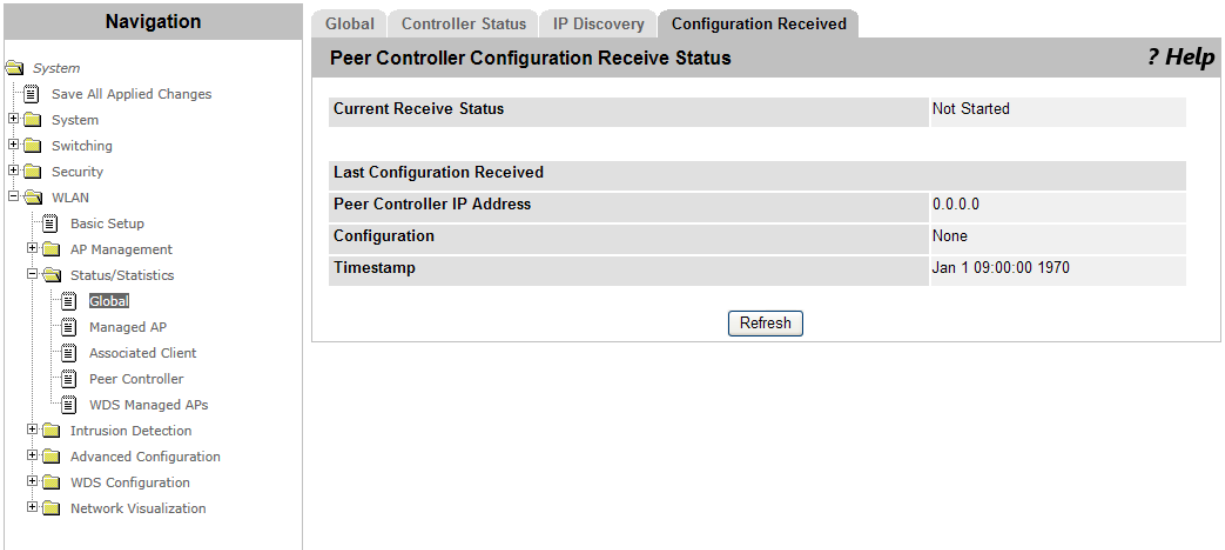 Navigation
System
Save All Applied Changes
System
Switching
Security
WLAN
Basic Setup
AP Management
Status/Statistics
Global
Managed AP
Associated Client
Peer Controller
WDS Managed APs
Intrusion Detection
Advanced Configuration
WDS Configuration
Network Visualization
Global Controller Status IP Discovery Configuration Received
Peer Controller Configuration Receive Status ? Help
Current Receive Status Not Started
Last Configuration Received
Peer Controller IP Address 0.0.0.0
Configuration None
Timestamp Jan 1 09:00:00 1970
Refresh